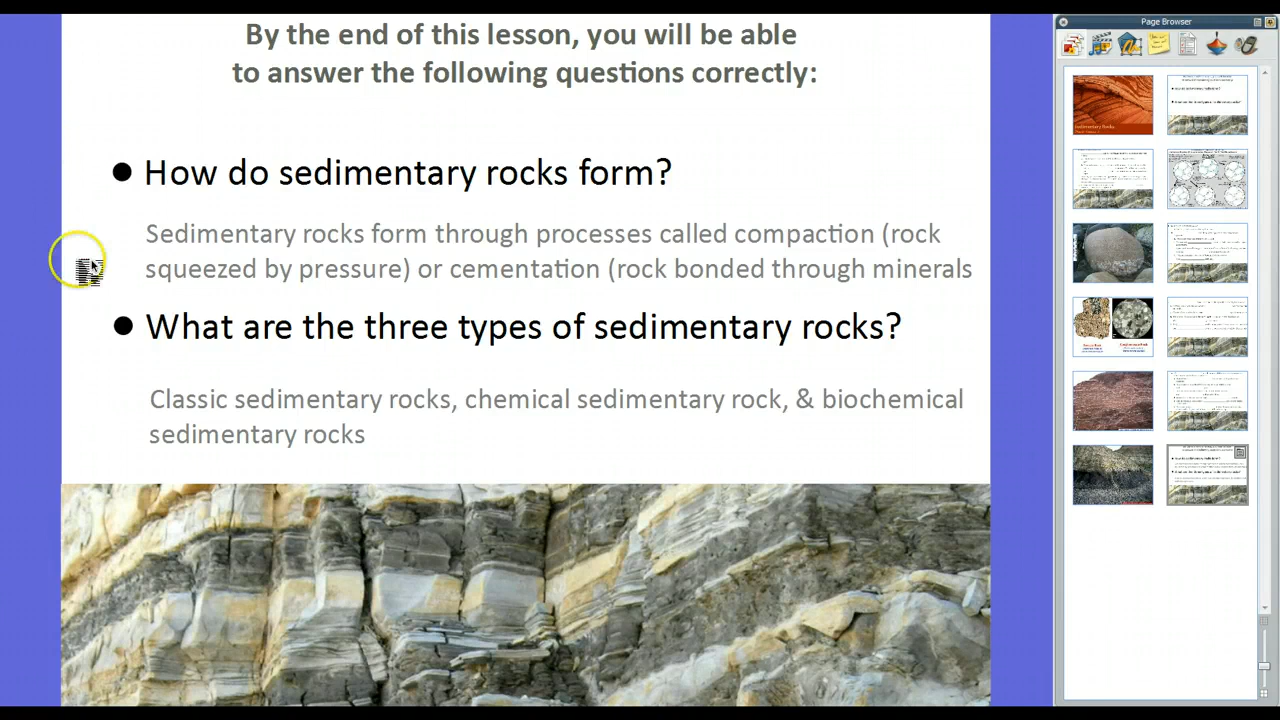 By the end of this lesson, you will be able
to answer the following questions correctly:
● How do sedimentary rocks form?
Sedimentary rocks form through processes called compaction (rock
squeezed by pressure) or cementation (rock bonded through minerals
● What are the three types of sedimentary rocks?
Classic sedimentary rocks, chemical sedimentary rock, & biochemical
sedimentary rocks
Page Browser
Sedimentary Rocks